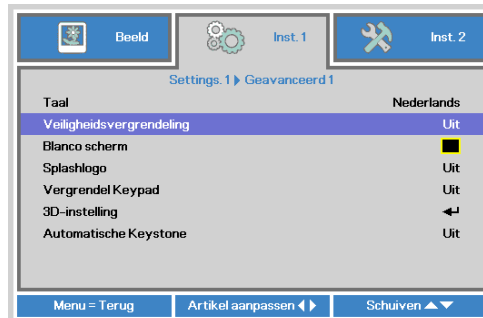 Beeld Inst. 1 Inst. 2
Settings. 1 Geavanceerd 1
Taal Nederlands
Veiligheidsvergrendeling Uit
Blanco scherm
Splashlogo Uit
Vergrendel Keypad Uit
3D-instelling
Automatische Keystone Uit
Menu = Terug Artikel aanpassen Schuiven